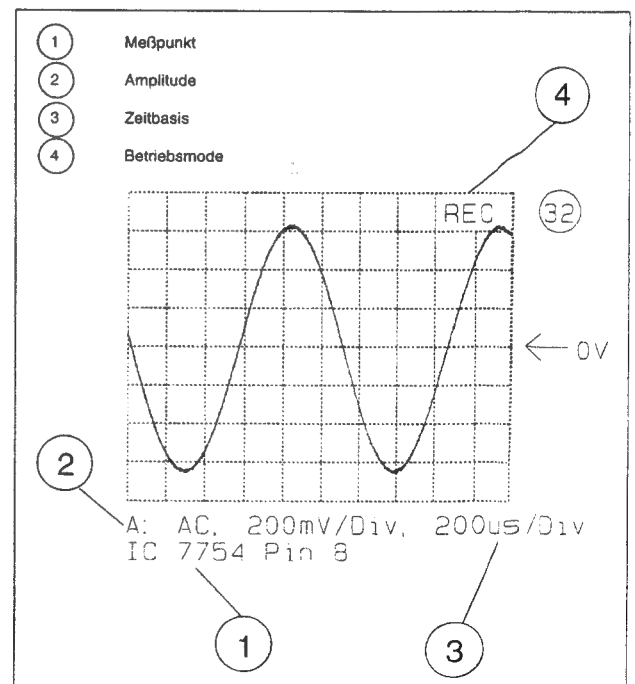 1 Meßpunkt
2 Amplitude
3 Zeitbasis
4 Betriebsmode
4
REC 32
0V
2
A: AC, 200mV/Div, 200us/Div
IC 7754 Pin 8
1 3